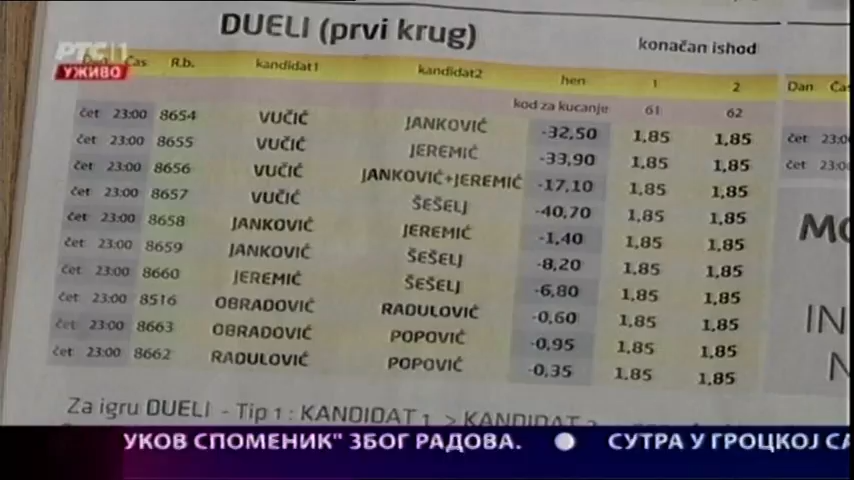 DUELI (prvi krug)
konačan ishod
РТС 1
УЖИВО
Čas R.b. kandidat1 kandidat2 hen 1 2 Dan
kod za kucanje 61 62
čet 23:00 8654 VUČIĆ JANKOVIĆ -32,50 1,85 1,85 čet
čet 23:00 8655 VUČIĆ JEREMIĆ -33,90 1,85 1,85 čet
čet 23:00 8656 VUČIĆ JANKOVIĆ+JEREMIĆ -17,10 1,85 1,85
čet 23:00 8657 VUČIĆ ŠEŠELJ -40,70 1,85 1,85
čet 23:00 8658 JANKOVIĆ JEREMIĆ -1,40 1,85 1,85
čet 23:00 8659 JANKOVIĆ ŠEŠELJ -8,20 1,85 1,85
čet 23:00 8660 JEREMIĆ ŠEŠELJ -6,80 1,85 1,85
čet 23:00 8516 OBRADOVIĆ RADULOVIĆ -0,60 1,85 1,85
čet 23:00 8663 OBRADOVIĆ POPOVIĆ -0,95 1,85 1,85
čet 23:00 8662 RADULOVIĆ POPOVIĆ -0,35 1,85 1,85
Za igru DUELI - Tip 1 : KANDIDAT 1 > KANDIDAT
УКОВ СПОМЕНИК" ЗБОГ РАДОВА. СУТРА У ГРОЦКОЈ